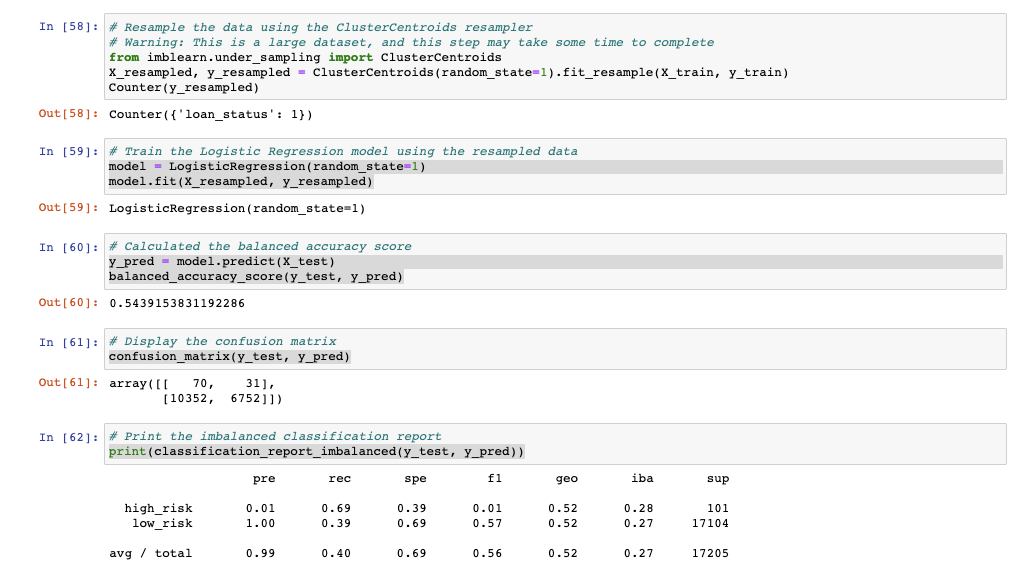 In [58]: # Resample the data using the ClusterCentroids resampler
# Warning: This is a large dataset, and this step may take some time to complete
from imblearn.under_sampling import ClusterCentroids
X_resampled, y_resampled = ClusterCentroids(random_state=1).fit_resample(X_train, y_train)
Counter(y_resampled)
Out[58]: Counter({'loan_status': 1})
In [59]: # Train the Logistic Regression model using the resampled data
model = LogisticRegression(random_state=1)
model.fit(X_resampled, y_resampled)
Out[59]: LogisticRegression(random_state=1)
In [60]: # Calculated the balanced accuracy score
y_pred = model.predict(X_test)
balanced_accuracy_score(y_test, y_pred)
Out[60]: 0.5439153831192286
In [61]: # Display the confusion matrix
confusion_matrix(y_test, y_pred)
Out[61]: array([[   70,    31],
       [10352,  6752]])
In [62]: # Print the imbalanced classification report
print(classification_report_imbalanced(y_test, y_pred))
pre rec spe f1 geo iba sup
high_risk 0.01 0.69 0.39 0.01 0.52 0.28 101
low_risk 1.00 0.39 0.69 0.57 0.52 0.27 17104
avg / total 0.99 0.40 0.69 0.56 0.52 0.27 17205